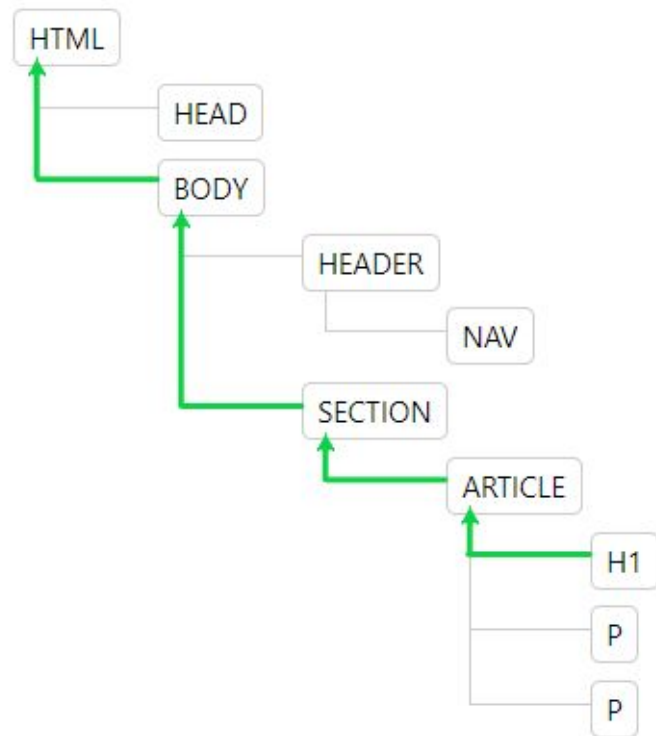 HTML
HEAD
BODY
HEADER
NAV
SECTION
ARTICLE
H1
P
P